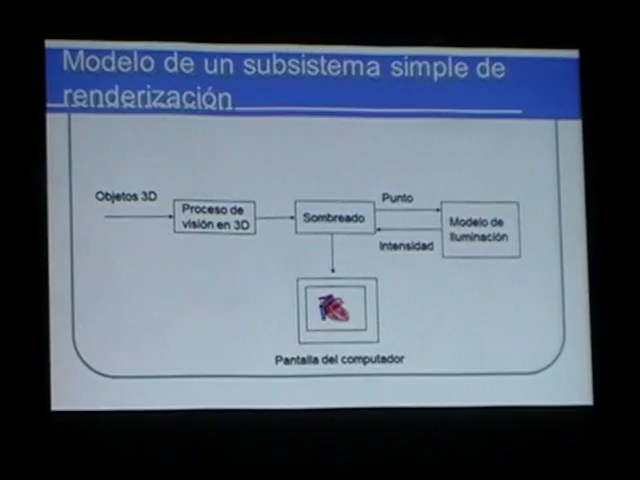 Modelo de un subsistema simple de
renderización
Objetos 3D
Proceso de
visión en 3D
Sombreado
Punto
Intensidad
Modelo de
Iluminación
Pantalla del computador